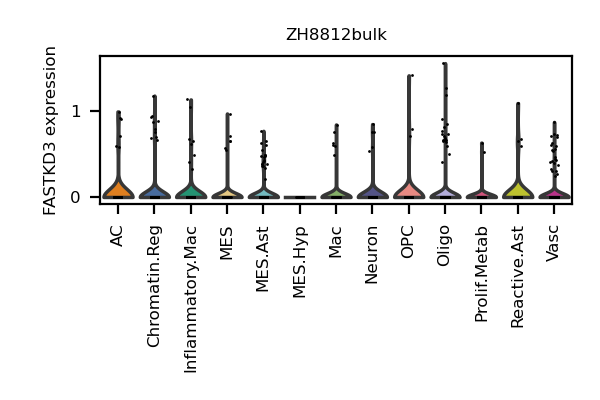 ZH8812bulk
FASTKD3 expression
1
0
AC
Chromatin.Reg
Inflammatory.Mac
MES
MES.Ast
MES.Hyp
Mac
Neuron
OPC
Oligo
Prolif.Metab
Reactive.Ast
Vasc